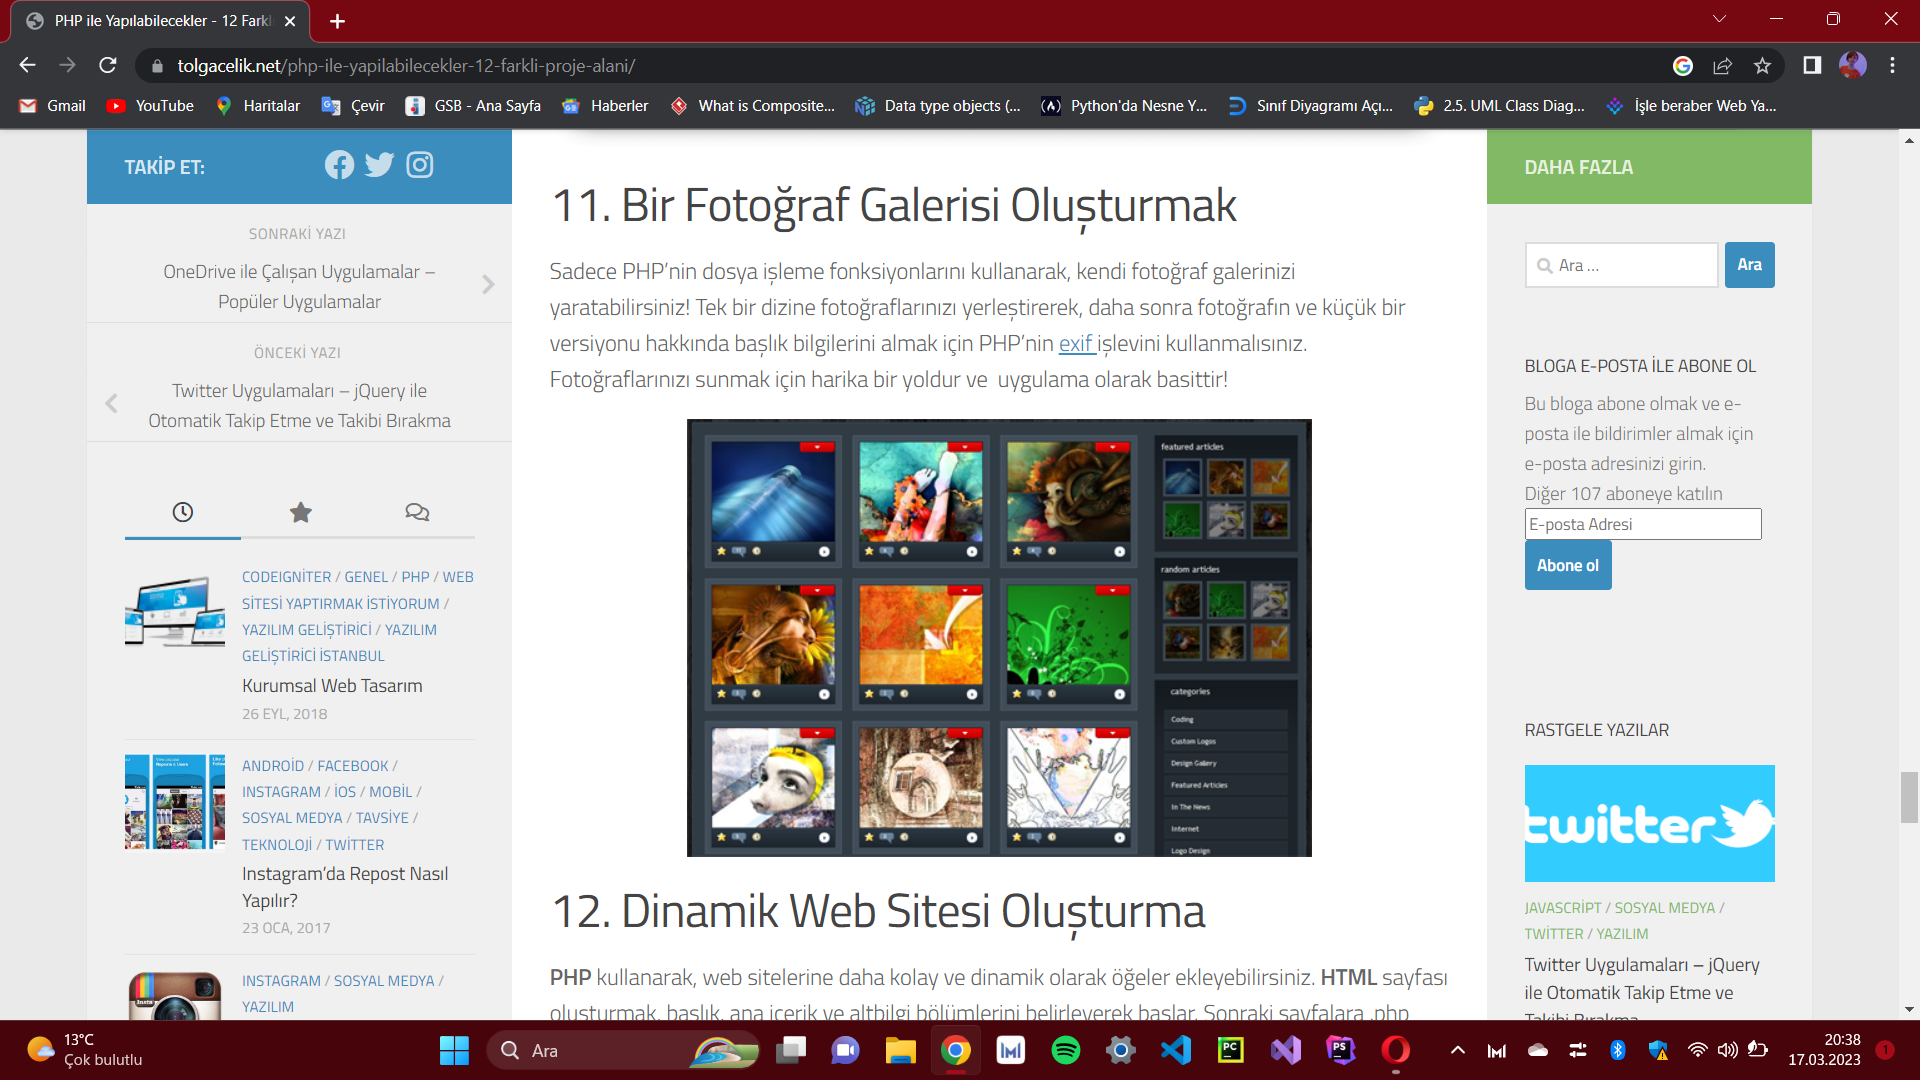 PHP ile Yapılabilecekler - 12 Farklı
tolgacelik.net/php-ile-yapilabilecekler-12-farkli-proje-alani/
Gmail
YouTube
Haritalar
Çevir
GSB - Ana Sayfa
Haberler
What is Composite...
Data type objects (...
Python'da Nesne Y...
Sınıf Diyagramı Açı...
2.5. UML Class Diag...
İşle beraber Web Ya...
TAKİP ET:
SONRAKİ YAZI
OneDrive ile Çalışan Uygulamalar –
Popüler Uygulamalar
ÖNCEKİ YAZI
Twitter Uygulamaları – jQuery ile
Otomatik Takip Etme ve Takibi Bırakma
CODEIGNİTER / GENEL / PHP / WEB
SİTESİ YAPTIRMAK İSTİYORUM /
YAZILIM GELİŞTİRİCİ / YAZILIM
GELİŞTİRİCİ İSTANBUL
Kurumsal Web Tasarım
26 EYL, 2018
ANDROİD / FACEBOOK /
INSTAGRAM / İOS / MOBİL /
SOSYAL MEDYA / TAVSİYE /
TEKNOLOJİ / TWİTTER
Instagram'da Repost Nasıl
Yapılır?
23 OCA, 2017
INSTAGRAM / SOSYAL MEDYA /
YAZILIM
11. Bir Fotoğraf Galerisi Oluşturmak
Sadece PHP'nin dosya işleme fonksiyonlarını kullanarak, kendi fotoğraf galerinizi
yaratabilirsiniz! Tek bir dizine fotoğraflarınızı yerleştirerek, daha sonra fotoğrafın ve küçük bir
versiyonu hakkında başlık bilgilerini almak için PHP'nin exif işlevini kullanmalısınız.
Fotoğraflarınızı sunmak için harika bir yoldur ve uygulama olarak basittir!
featured articles
random articles
categories
Coding
Custom Logos
Design Gallery
Featured Articles
In The News
Internet
Logo Design
12. Dinamik Web Sitesi Oluşturma
PHP kullanarak, web sitelerine daha kolay ve dinamik olarak öğeler ekleyebilirsiniz. HTML sayfası
oluşturmak, başlık, ana içerik ve altbilgi bölümlerini belirleyerek başlar. Sonraki sayfalara .php
DAHA FAZLA
Ara ...
Ara
BLOGA E-POSTA İLE ABONE OL
Bu bloga abone olmak ve e-
posta ile bildirimler almak için
e-posta adresinizi girin.
Diğer 107 aboneye katılın
E-posta Adresi
Abone ol
RASTGELE YAZILAR
twitter
JAVASCRİPT / SOSYAL MEDYA /
TWİTTER / YAZILIM
Twitter Uygulamaları – jQuery
ile Otomatik Takip Etme ve
Takibi Bırakma
13°C
Çok bulutlu
Ara
PC
PS
20:38
17.03.2023
1